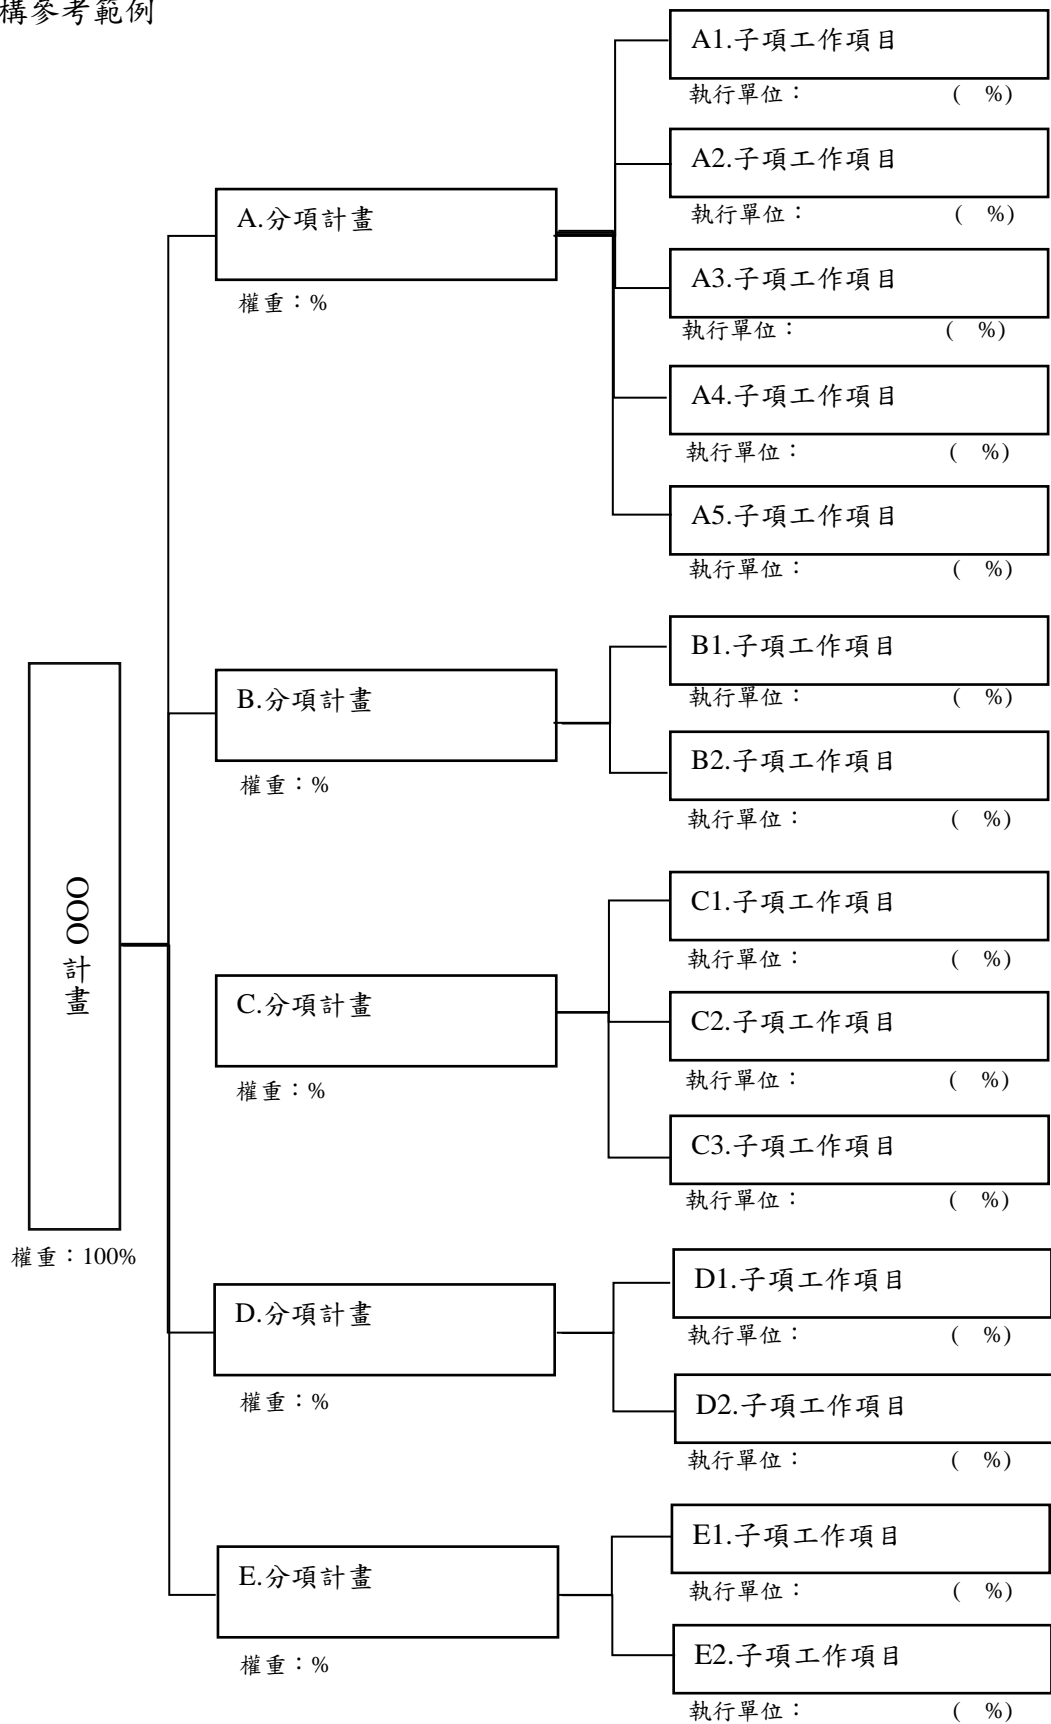 構參考範例
A1.子項工作項目
執行單位： ( %)
A2.子項工作項目
執行單位： ( %)
A.分項計畫
權重：%
A3.子項工作項目
執行單位： ( %)
A4.子項工作項目
執行單位： ( %)
A5.子項工作項目
執行單位： ( %)
B.分項計畫
權重：%
B1.子項工作項目
執行單位： ( %)
B2.子項工作項目
執行單位： ( %)
OOO 計畫
權重：100%
C.分項計畫
權重：%
C1.子項工作項目
執行單位： ( %)
C2.子項工作項目
執行單位： ( %)
C3.子項工作項目
執行單位： ( %)
D.分項計畫
權重：%
D1.子項工作項目
執行單位： ( %)
D2.子項工作項目
執行單位： ( %)
E.分項計畫
權重：%
E1.子項工作項目
執行單位： ( %)
E2.子項工作項目
執行單位： ( %)